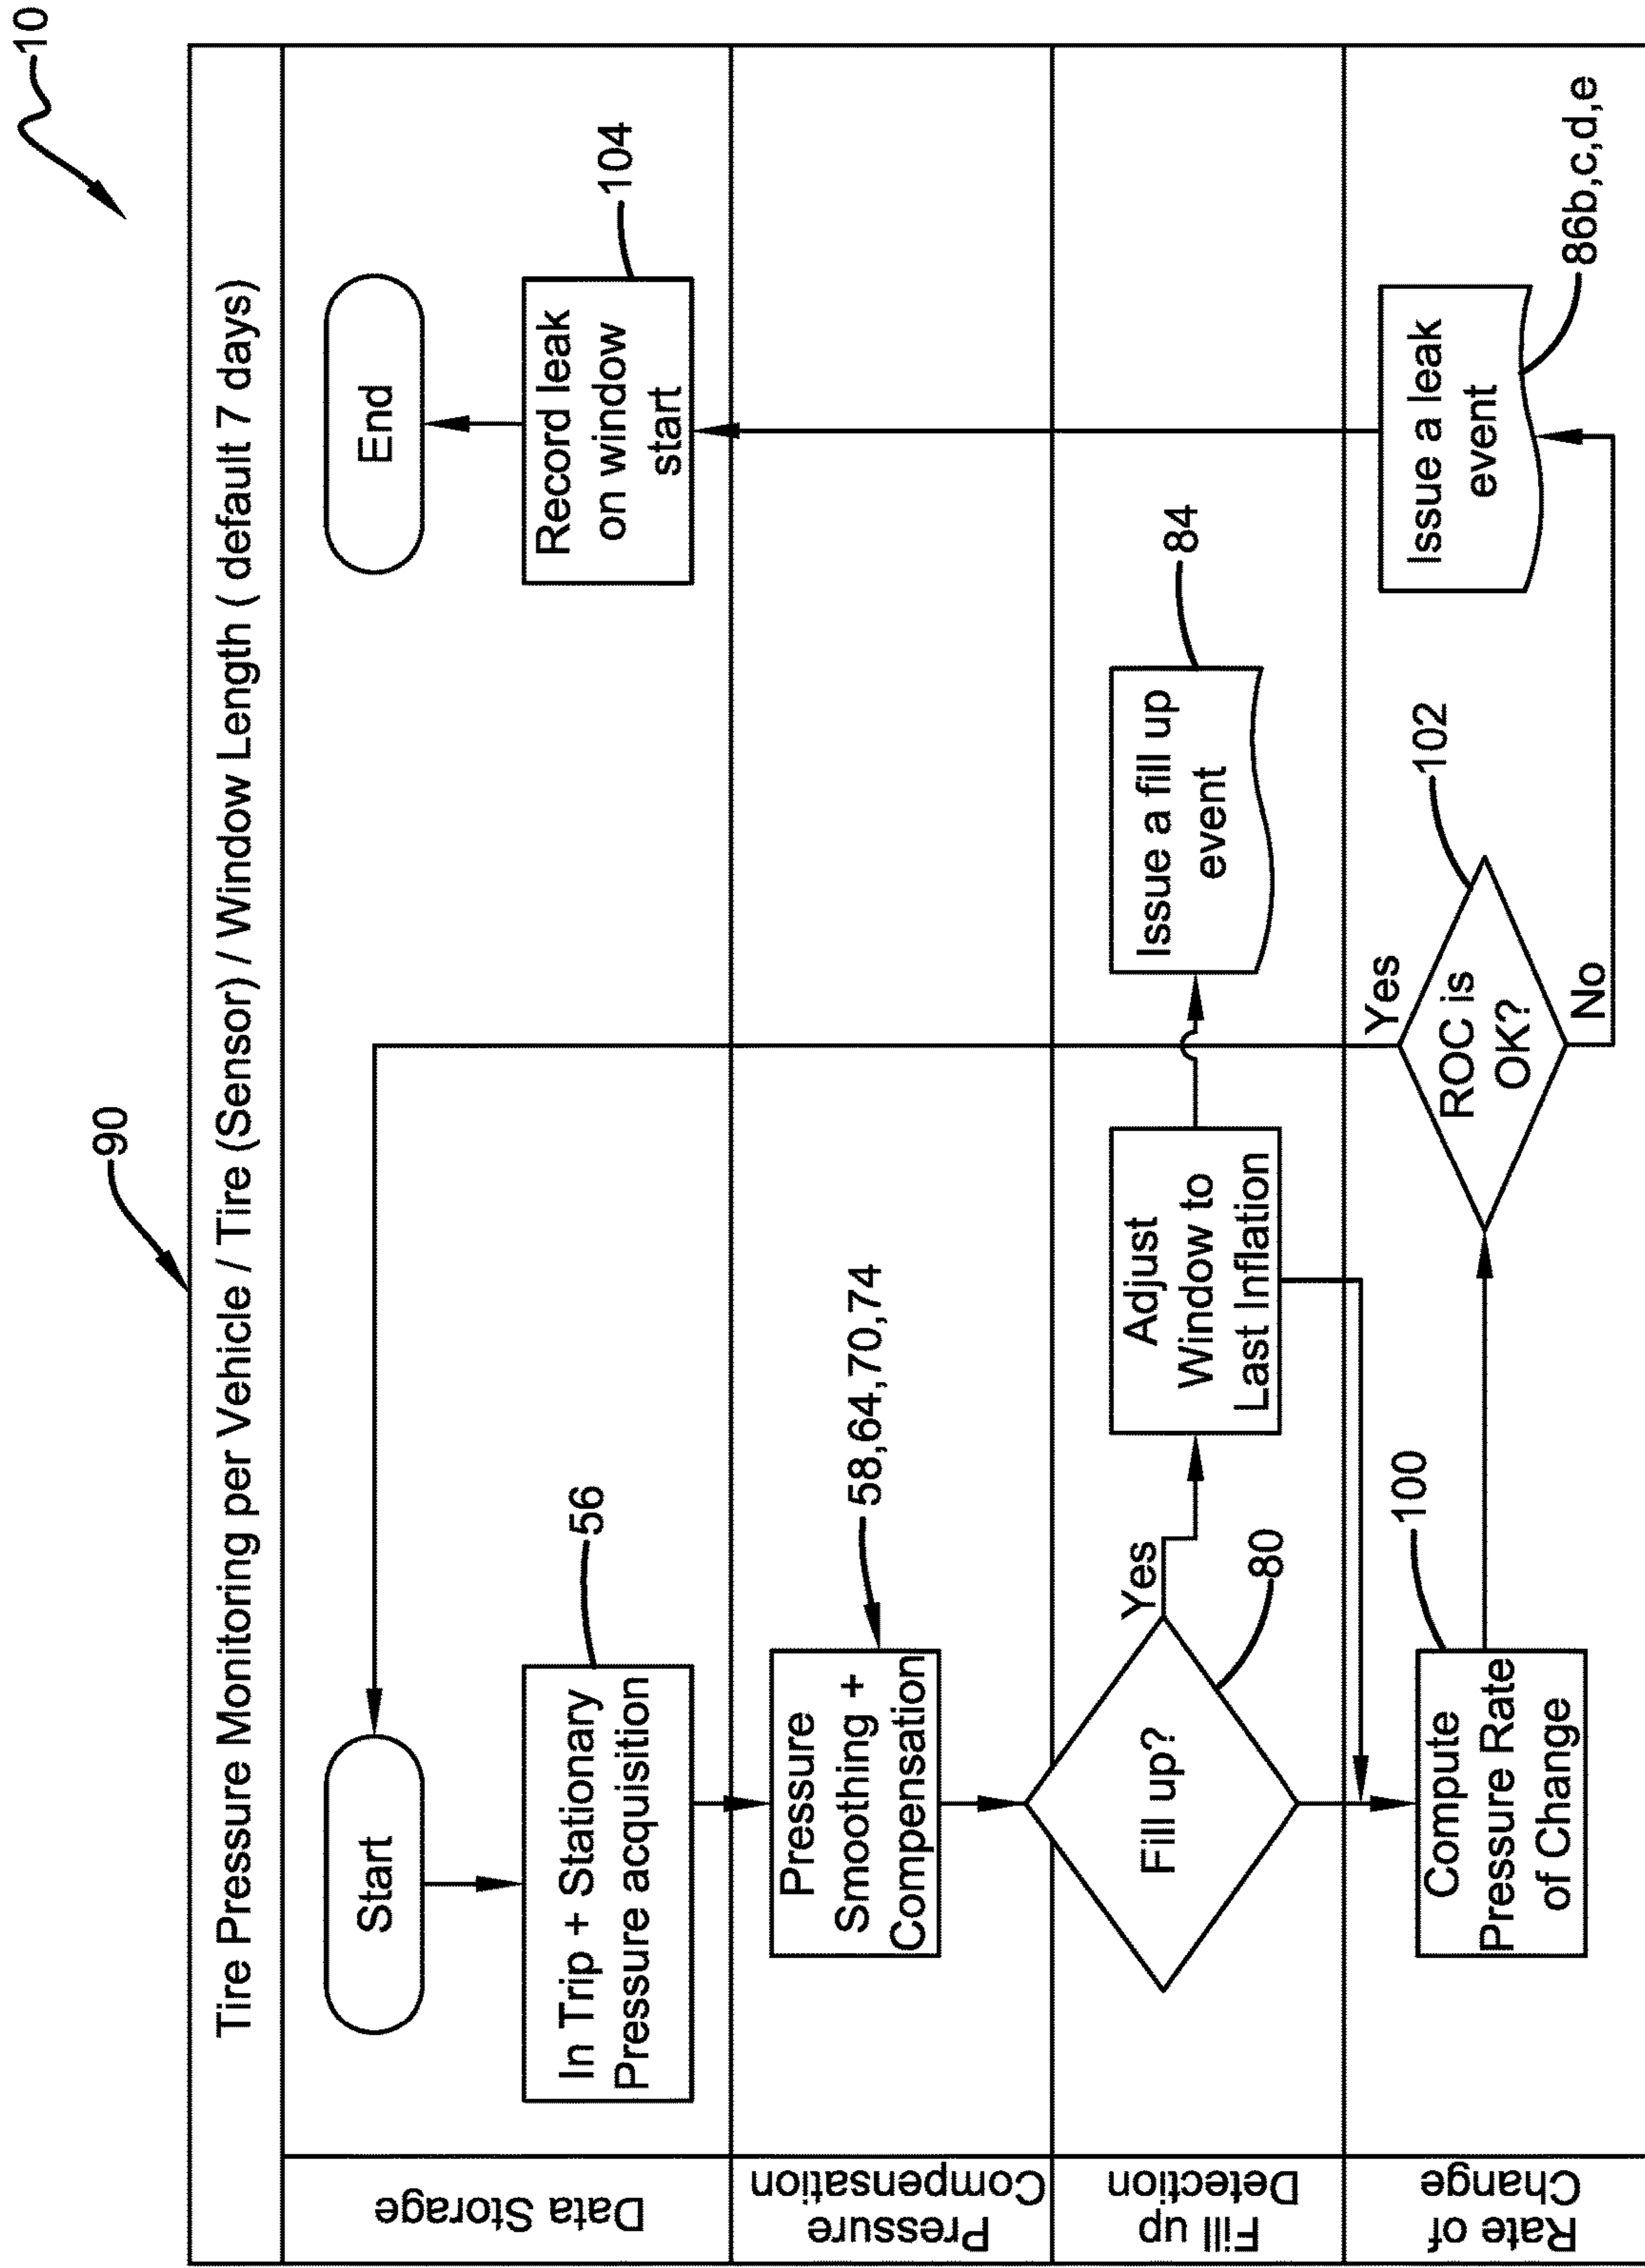 10
90
Tire Pressure Monitoring per Vehicle / Tire (Sensor) / Window Length ( default 7 days)
Data Storage
Start
In Trip + Stationary
Pressure acquisition
56
End
Record leak
on window
start
104
Pressure
Compensation
Pressure
Smoothing +
Compensation
58,64,70,74
Fill up
Detection
Fill up?
Yes
80
Adjust
Window to
Last Inflation
Issue a fill up
event
84
Rate of
Change
Compute
Pressure Rate
of Change
100
ROC is
OK?
Yes
No
102
Issue a leak
event
86b,c,d,e